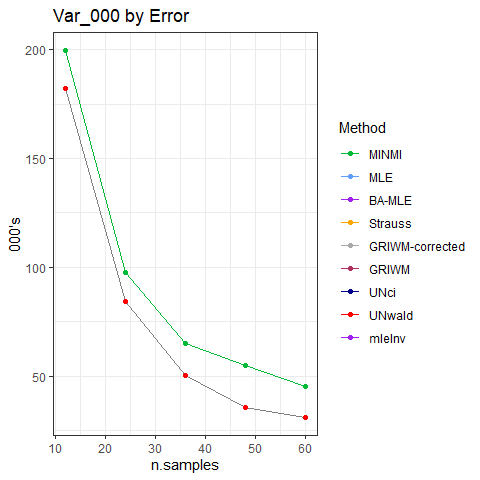 Var_000 by Error
000's
200
150
100
50
10
20
30
40
50
60
n.samples
Method
MINMI
MLE
BA-MLE
Strauss
GRIWM-corrected
GRIWM
UNci
UNwald
mleInv